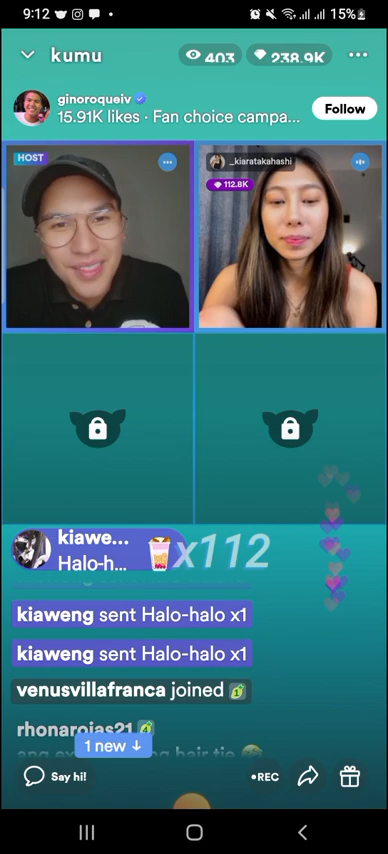 9:12 15%
kumu 403 238.9K
ginoroqueiv
15.91K likes · Fan choice campa...
Follow
HOST
_kiaratakahashi
112.8K
kiawe...
Halo-h...
x112
kiaweng sent Halo-halo x1
kiaweng sent Halo-halo x1
venusvillafranca joined
rhonarojas21
1 new ↓
Say hi!
•REC